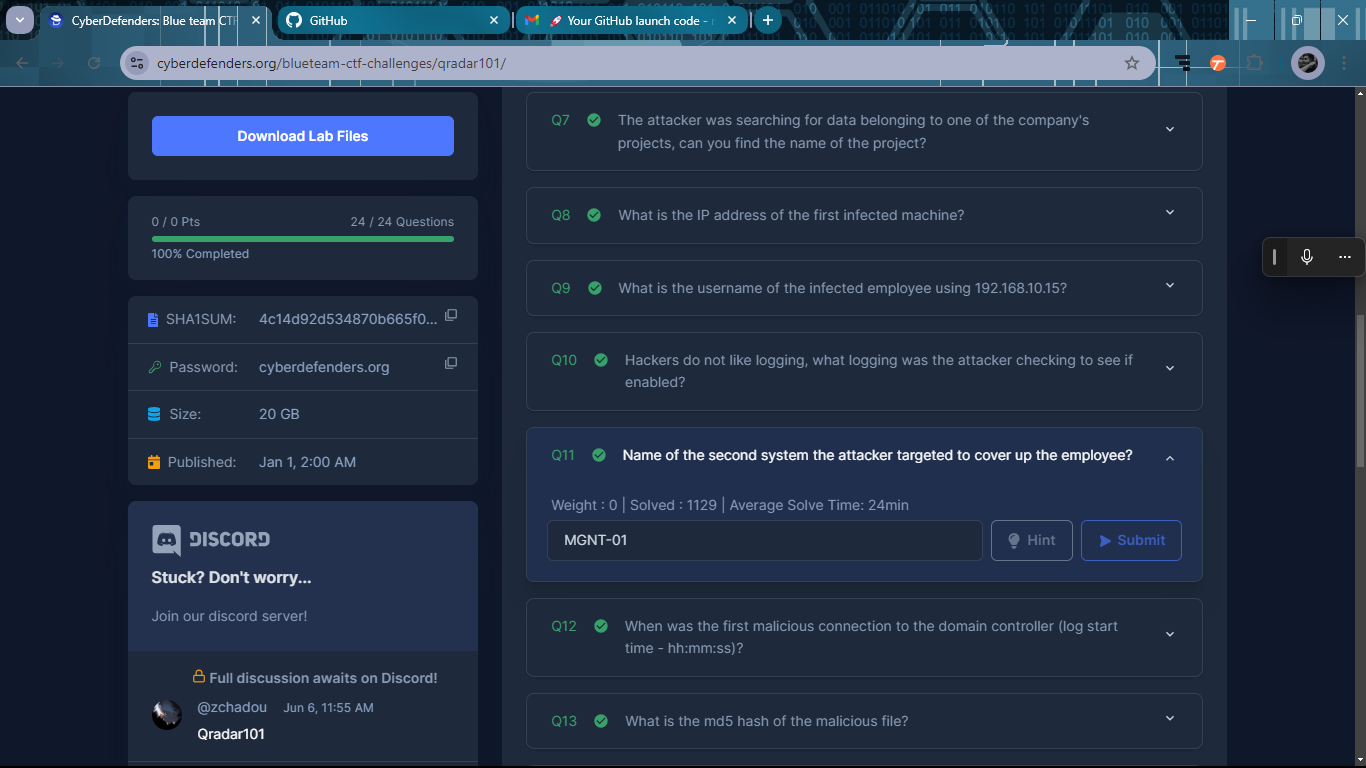 CyberDefenders: Blue team CTF
GitHub
Your GitHub launch code -
cyberdefenders.org/blueteam-ctf-challenges/qradar101/
Download Lab Files
0 / 0 Pts
24 / 24 Questions
100% Completed
SHA1SUM:
4c14d92d534870b665f0...
Password:
cyberdefenders.org
Size:
20 GB
Published:
Jan 1, 2:00 AM
DISCORD
Stuck? Don't worry...
Join our discord server!
Full discussion awaits on Discord!
@zchadou Jun 6, 11:55 AM
Qradar101
Q7 The attacker was searching for data belonging to one of the company's
projects, can you find the name of the project?
Q8 What is the IP address of the first infected machine?
Q9 What is the username of the infected employee using 192.168.10.15?
Q10 Hackers do not like logging, what logging was the attacker checking to see if
enabled?
Q11 Name of the second system the attacker targeted to cover up the employee?
Weight : 0 | Solved : 1129 | Average Solve Time: 24min
MGNT-01
Hint
Submit
Q12 When was the first malicious connection to the domain controller (log start
time - hh:mm:ss)?
Q13 What is the md5 hash of the malicious file?